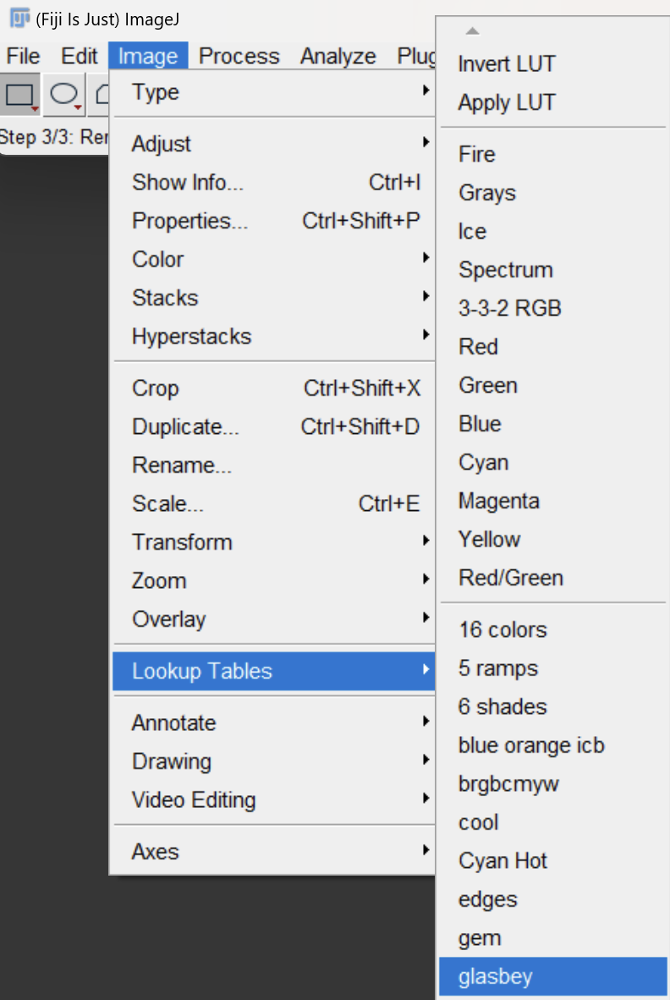 (Fiji Is Just) ImageJ
File Edit Image Process Analyze Plug
Step 3/3: Rer
Type
Adjust
Show Info... Ctrl+I
Properties... Ctrl+Shift+P
Color
Stacks
Hyperstacks
Crop Ctrl+Shift+X
Duplicate... Ctrl+Shift+D
Rename...
Scale... Ctrl+E
Transform
Zoom
Overlay
Lookup Tables
Annotate
Drawing
Video Editing
Axes
Invert LUT
Apply LUT
Fire
Grays
Ice
Spectrum
3-3-2 RGB
Red
Green
Blue
Cyan
Magenta
Yellow
Red/Green
16 colors
5 ramps
6 shades
blue orange icb
brgbcmyw
cool
Cyan Hot
edges
gem
glasbey